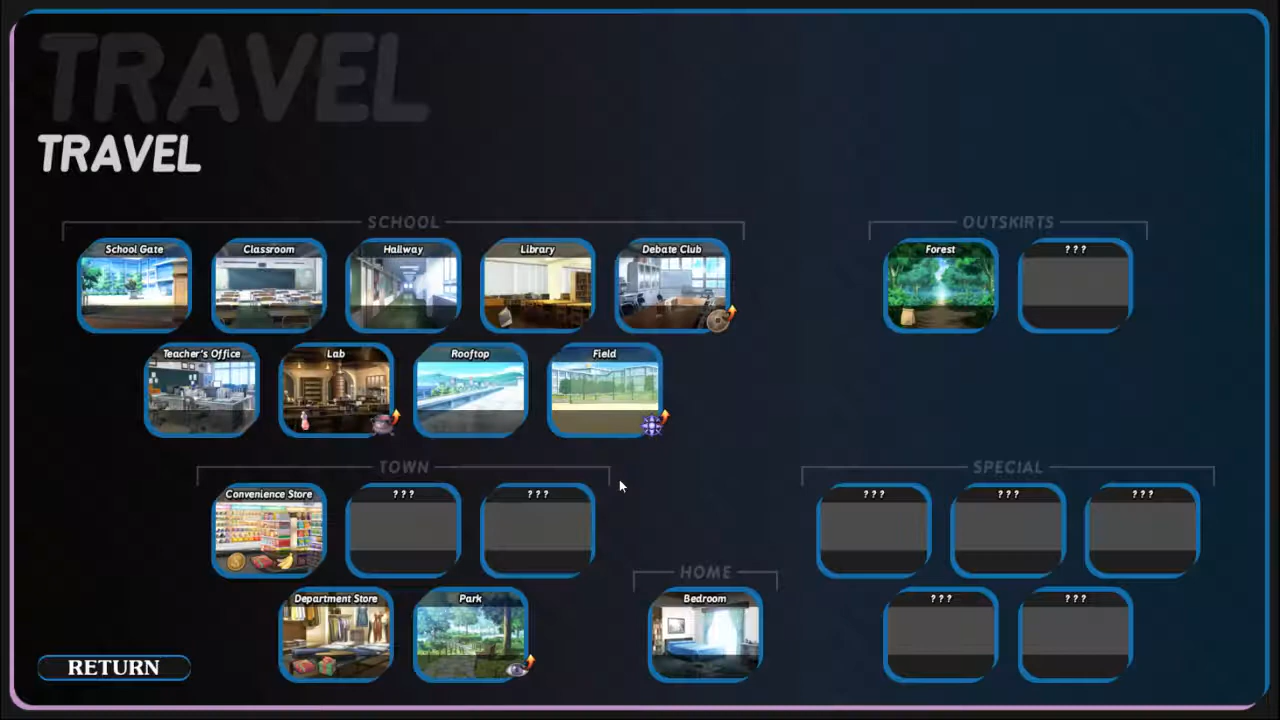 TRAVEL
TRAVEL
SCHOOL
OUTSKIRTS
School Gate
Classroom
Hallway
Library
Debate Club
Forest
? ? ?
Teacher's Office
Lab
Rooftop
Field
TOWN
SPECIAL
Convenience Store
? ? ?
? ? ?
? ? ?
? ? ?
? ? ?
HOME
Department Store
Park
Bedroom
? ? ?
? ? ?
RETURN